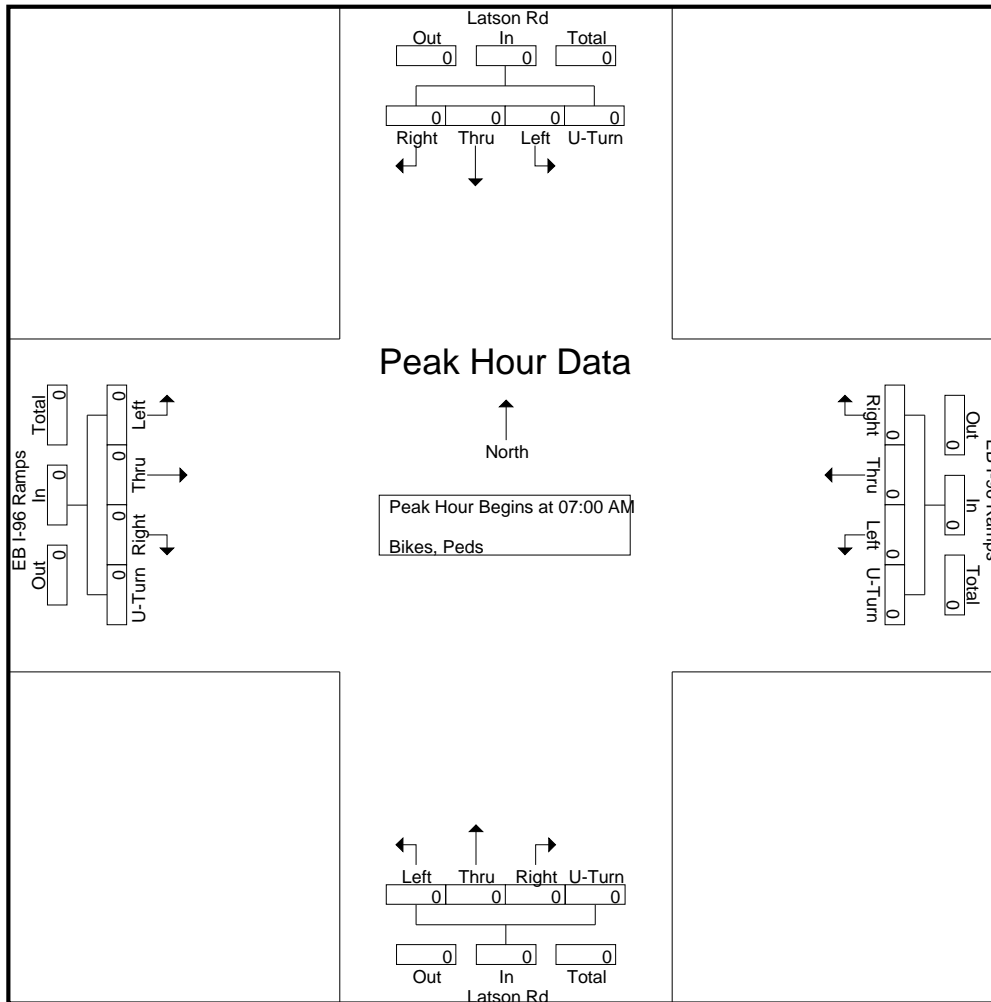 Latson Rd
Out In Total
0 0 0
0 0 0 0
Right Thru Left U-Turn
Peak Hour Data
North
Peak Hour Begins at 07:00 AM
Bikes, Peds
EB I-96 Ramps
Total In Out
0 0 0
0 0 0 0
Left Thru Right U-Turn
Right Thru Left U-Turn
0 0 0 0
0 0 0
Out In Total
EB I-96 Ramps
Left Thru Right U-Turn
0 0 0 0
0 0 0
Out In Total
Latson Rd